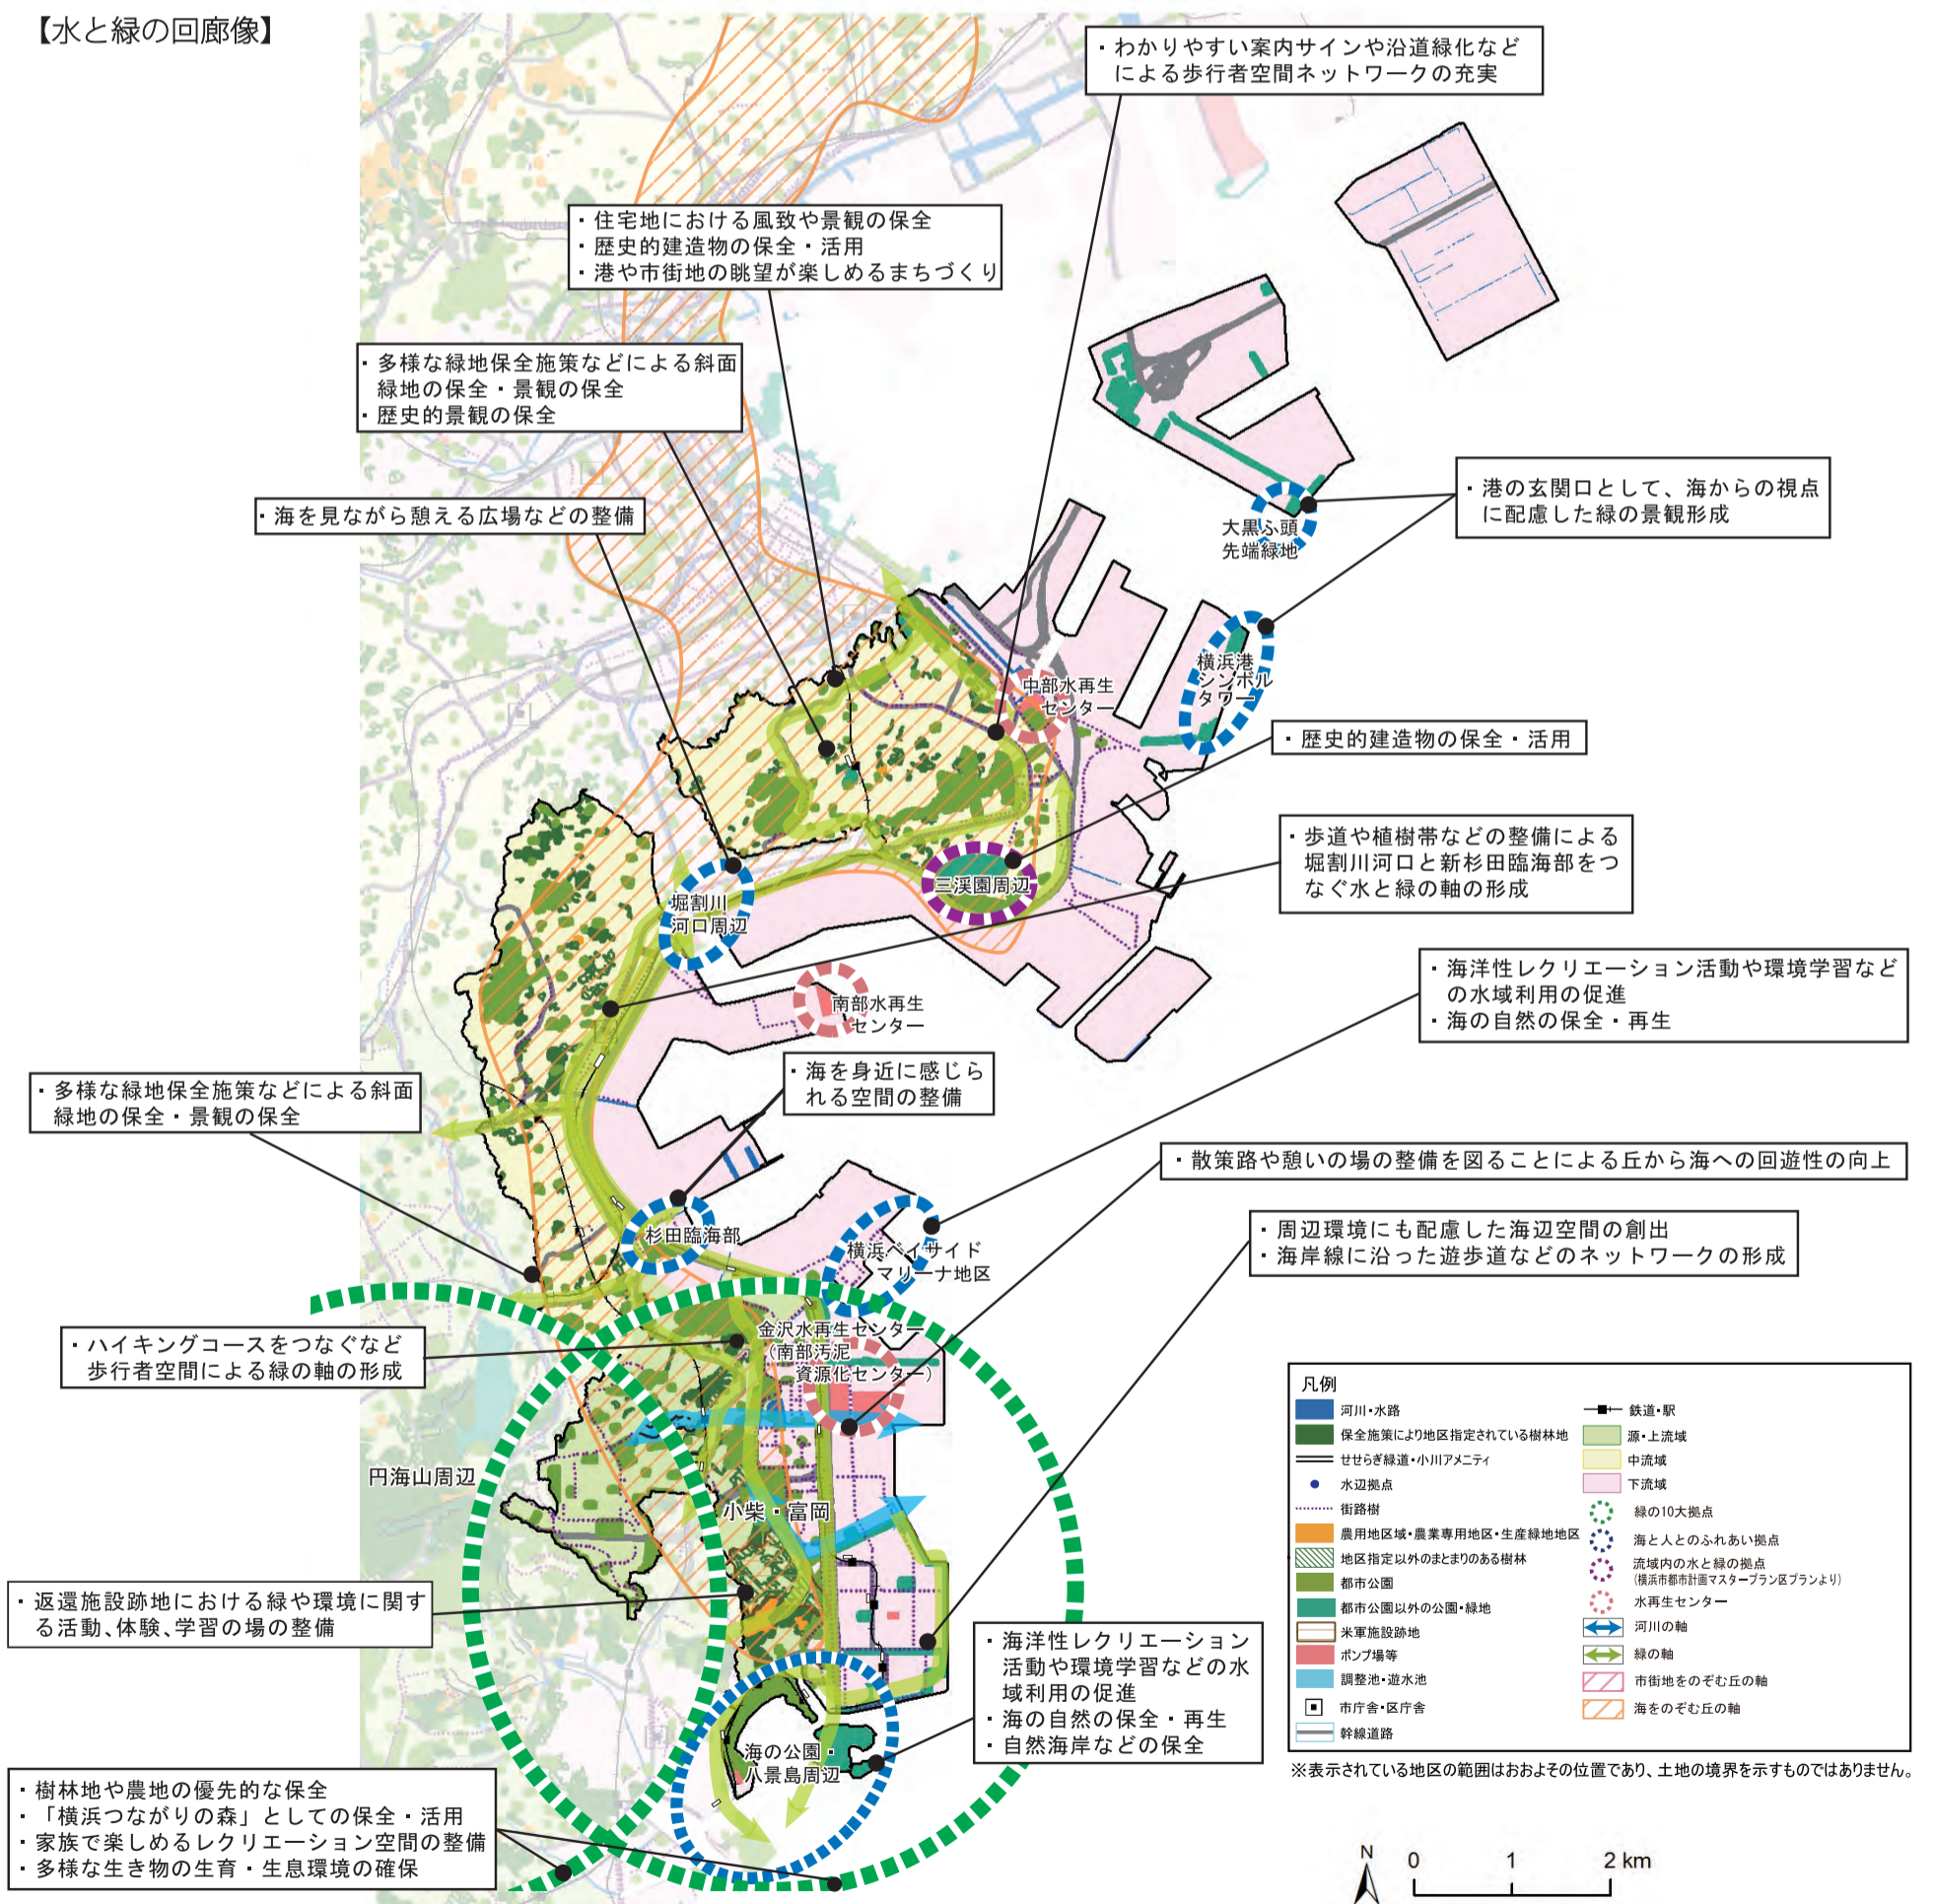 【水と緑の回廊像】
・わかりやすい案内サインや沿道緑化など
による歩行者空間ネットワークの充実
・住宅地における風致や景観の保全
・歴史的建造物の保全・活用
・港や市街地の眺望が楽しめるまちづくり
・多様な緑地保全施策などによる斜面
緑地の保全・景観の保全
・歴史的景観の保全
・海を見ながら憩える広場などの整備
・港の玄関口として、海からの視点
に配慮した緑の景観形成
大黒ふ頭
先端緑地
横浜港
シンボル
タワー
中部水再生
センター
・歴史的建造物の保全・活用
・歩道や植樹帯などの整備による
堀割川河口と新杉田臨海部をつ
なぐ水と緑の軸の形成
三渓園周辺
堀割川
河口周辺
・海洋性レクリエーション活動や環境学習など
の水域利用の促進
・海の自然の保全・再生
南部水再生
センター
・海を身近に感じら
れる空間の整備
・多様な緑地保全施策などによる斜面
緑地の保全・景観の保全
・散策路や憩いの場の整備を図ることによる丘から海への回遊性の向上
・周辺環境にも配慮した海辺空間の創出
・海岸線に沿った遊歩道などのネットワークの形成
杉田臨海部
横浜ベイサイド
マリーナ地区
・ハイキングコースをつなぐなど
歩行者空間による緑の軸の形成
金沢水再生センター
（南部汚泥
資源化センター）
円海山周辺
小柴・富岡
・返還施設跡地における緑や環境に関す
る活動、体験、学習の場の整備
・海洋性レクリエーション
活動や環境学習などの水
域利用の促進
・海の自然の保全・再生
・自然海岸などの保全
海の公園・
八景島周辺
・樹林地や農地の優先的な保全
・「横浜つながりの森」としての保全・活用
・家族で楽しめるレクリエーション空間の整備
・多様な生き物の生育・生息環境の確保
凡例
河川・水路
保全施策により地区指定されている樹林地
せせらぎ緑道・小川アメニティ
水辺拠点
街路樹
農用地区域・農業専用地区・生産緑地地区
地区指定以外のまとまりのある樹林
都市公園
都市公園以外の公園・緑地
米軍施設跡地
ポンプ場等
調整池・遊水池
市庁舎・区庁舎
幹線道路
鉄道・駅
源・上流域
中流域
下流域
緑の10大拠点
海と人とのふれあい拠点
流域内の水と緑の拠点
（横浜市都市計画マスタープラン区プランより）
水再生センター
河川の軸
緑の軸
市街地をのぞむ丘の軸
海をのぞむ丘の軸
※表示されている地区の範囲はおおよその位置であり、土地の境界を示すものではありません。
N
0 1 2 km